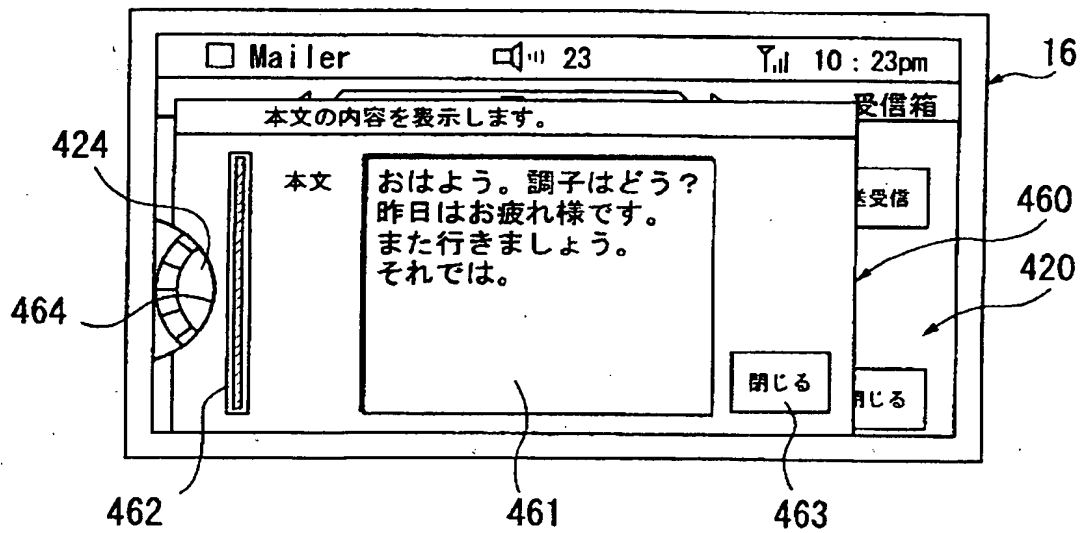 Mailer 23 10:23pm
16
受信箱
本文の内容を表示します。
424
本文
おはよう。調子はどう?
昨日はお疲れ様です。
また行きましょう。
それでは。
送受信
460
420
464
閉じる
閉じる
462
461
463